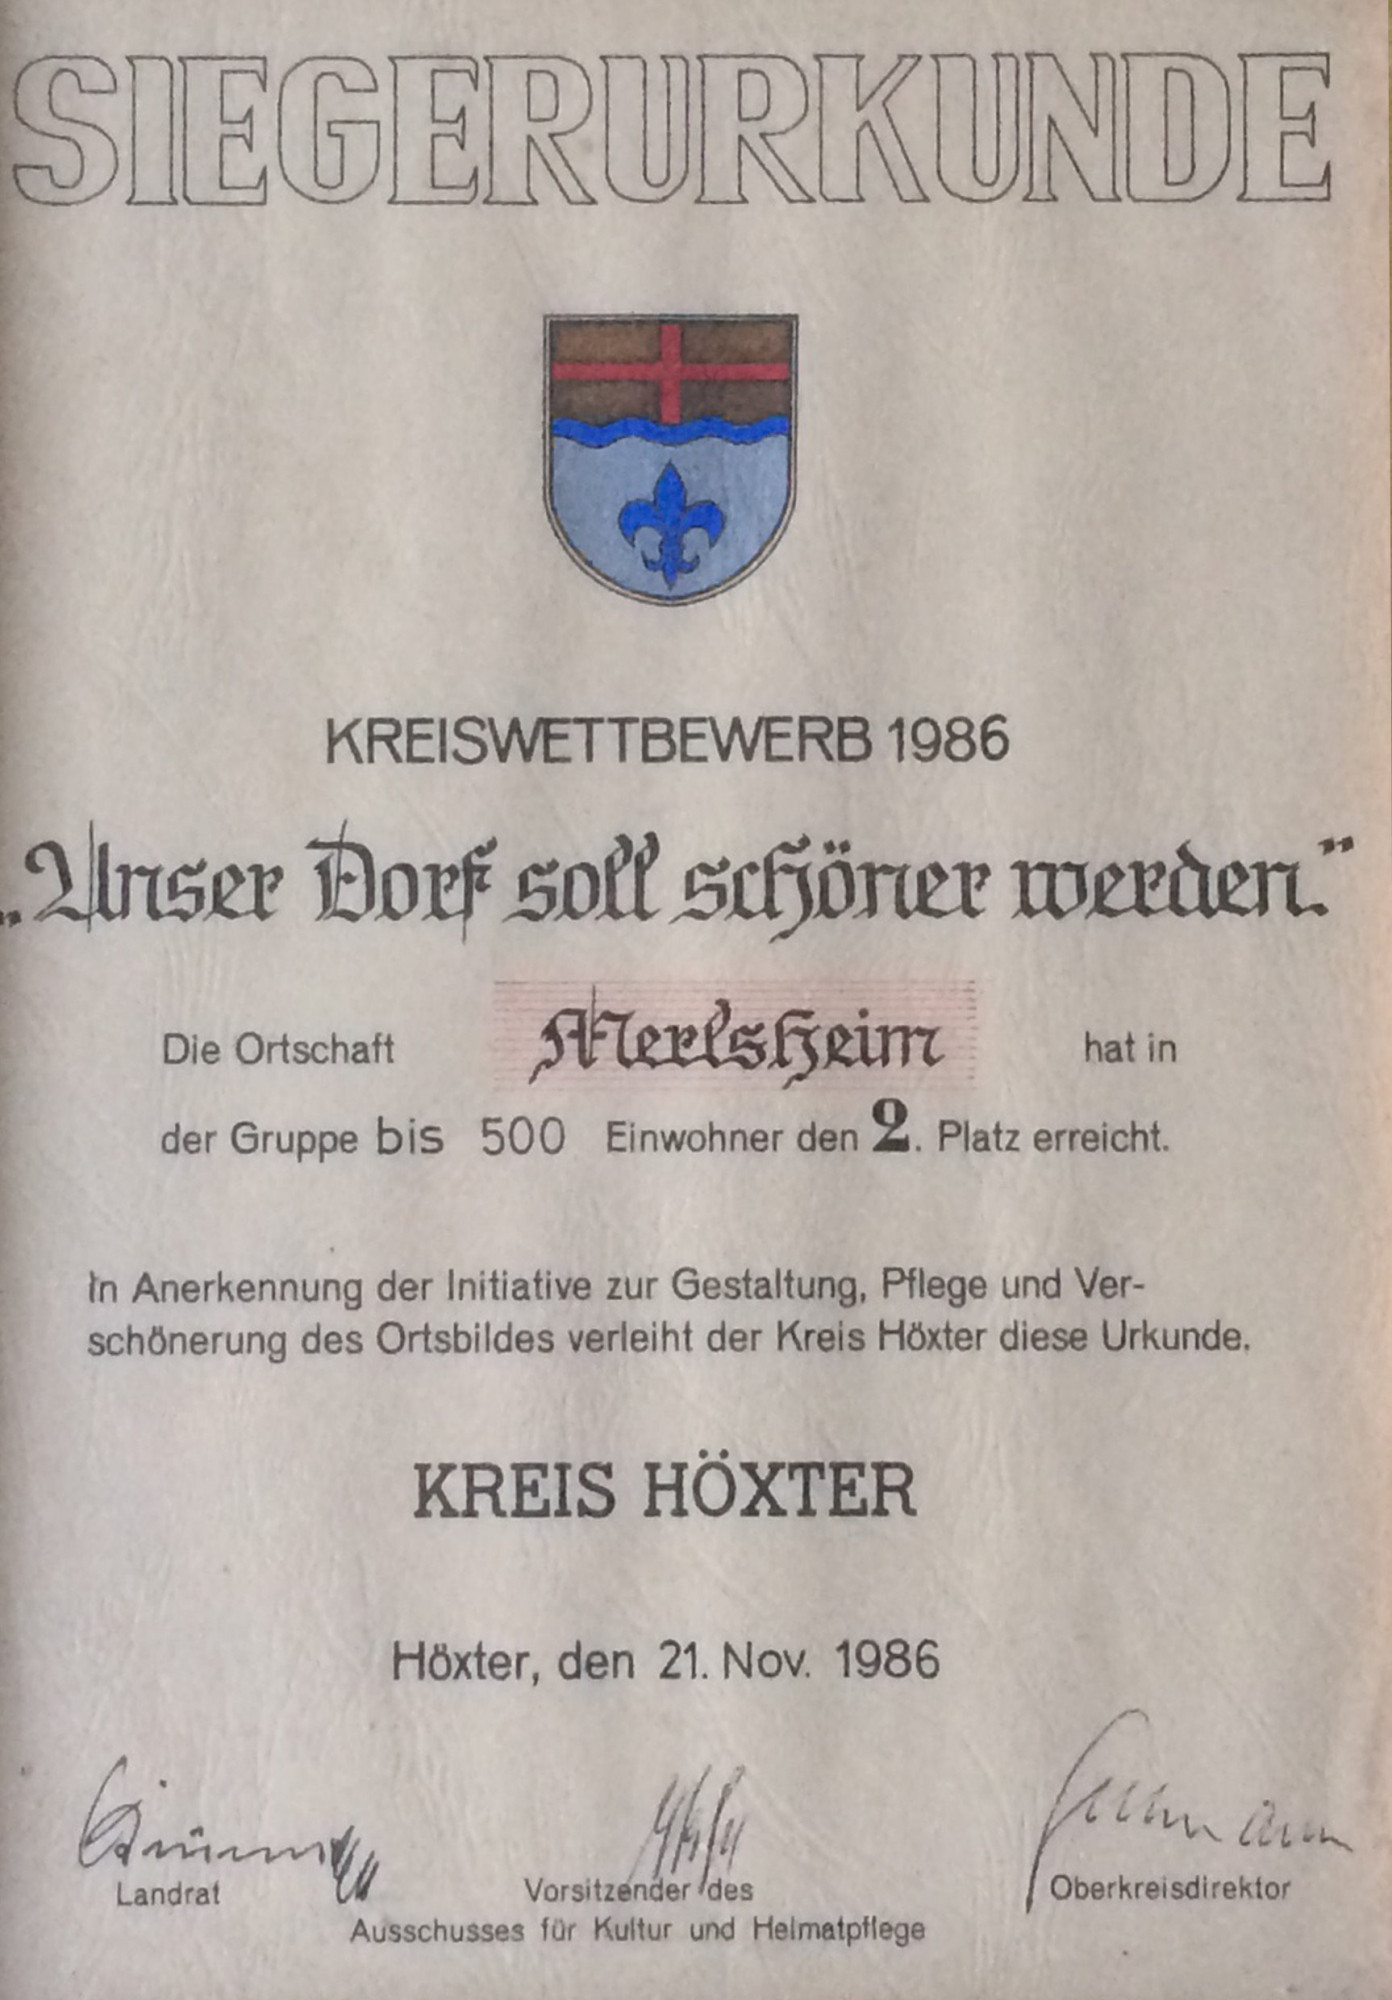 SIEGERURKUNDE
KREISWETTBEWERB 1986
„Unser Dorf soll schöner werden.“
Die Ortschaft Merlsheim hat in
der Gruppe bis 500 Einwohner den 2. Platz erreicht.
In Anerkennung der Initiative zur Gestaltung, Pflege und Ver-
schönerung des Ortsbildes verleiht der Kreis Höxter diese Urkunde.
KREIS HÖXTER
Höxter, den 21. Nov. 1986
Landrat
Vorsitzender des
Ausschusses für Kultur und Heimatpflege
Oberkreisdirektor